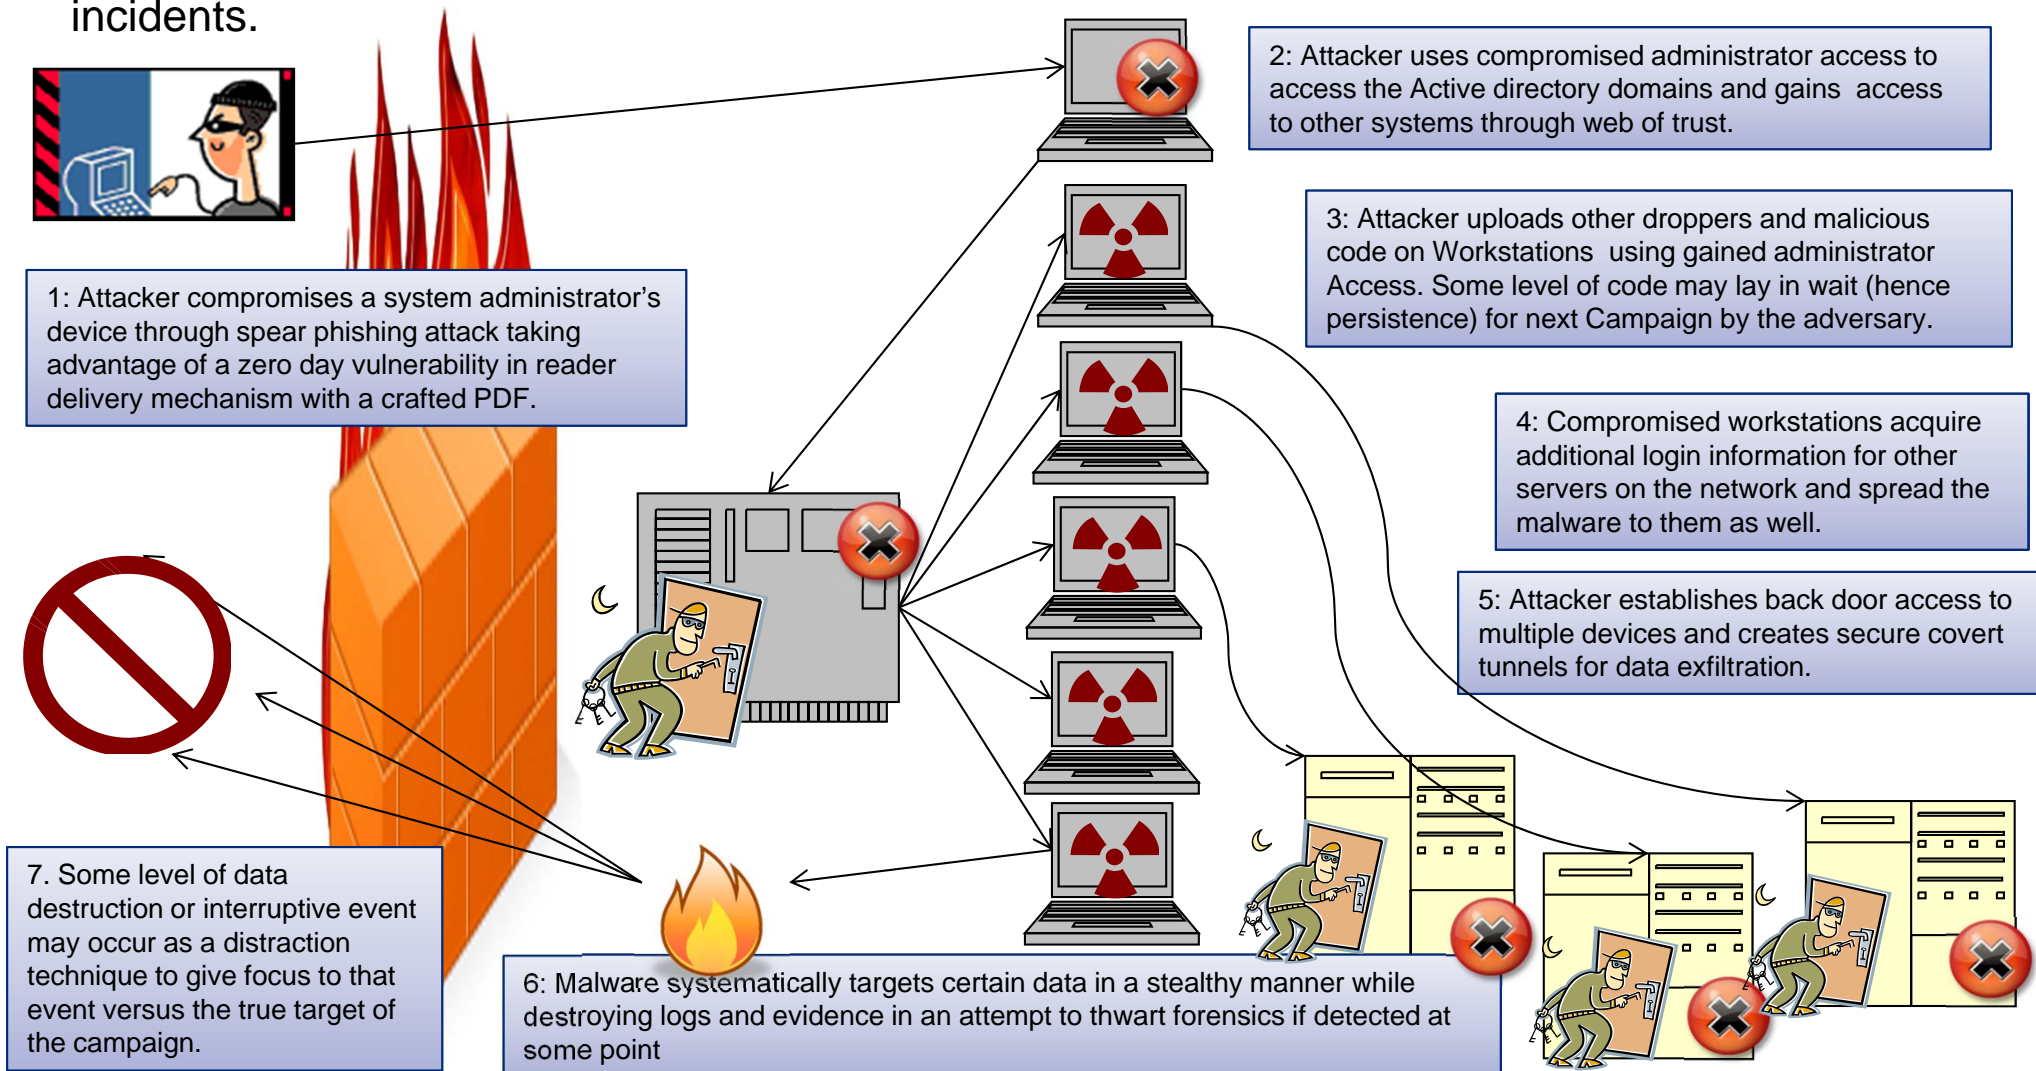 incidents.
2: Attacker uses compromised administrator access to
access the Active directory domains and gains  access
to other systems through web of trust.
3: Attacker uploads other droppers and malicious
code on Workstations  using gained administrator
Access. Some level of code may lay in wait (hence
persistence) for next Campaign by the adversary.
1: Attacker compromises a system administrator’s
device through spear phishing attack taking
advantage of a zero day vulnerability in reader
delivery mechanism with a crafted PDF.
4: Compromised workstations acquire
additional login information for other
servers on the network and spread the
malware to them as well.
5: Attacker establishes back door access to
multiple devices and creates secure covert
tunnels for data exfiltration.
7. Some level of data
destruction or interruptive event
may occur as a distraction
technique to give focus to that
event versus the true target of
the campaign.
6: Malware systematically targets certain data in a stealthy manner while
destroying logs and evidence in an attempt to thwart forensics if detected at
some point